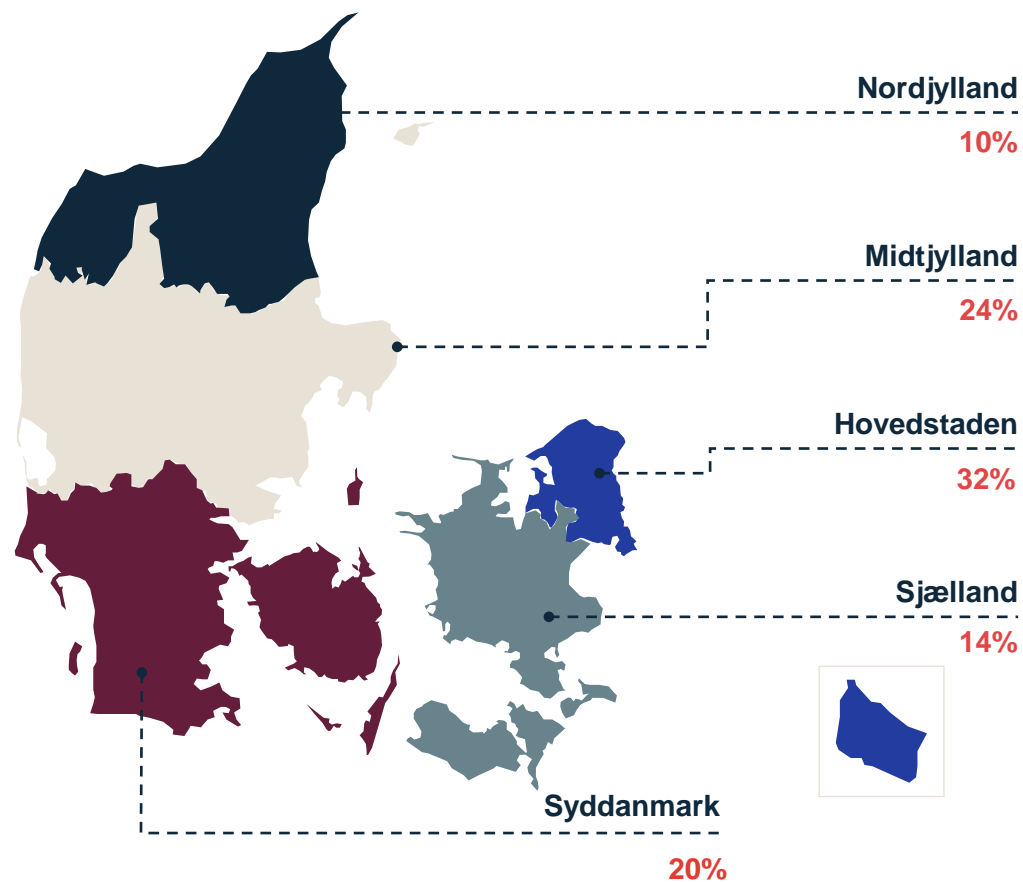 Nordjylland
10%
Midtjylland
24%
Hovedstaden
32%
Sjælland
14%
Syddanmark
20%